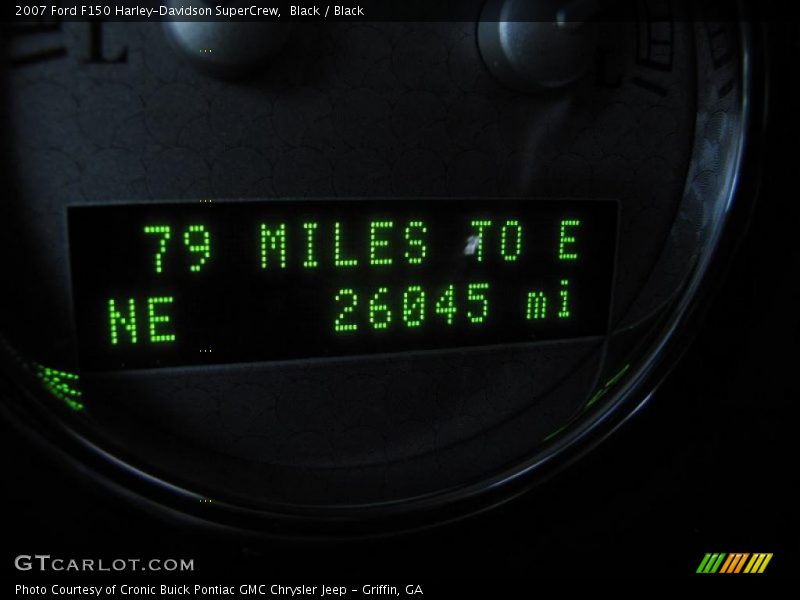 2007 Ford F150 Harley-Davidson SuperCrew, Black / Black
L
79 MILES TO E
NE 26045 mi
GTCARLOT.COM
Photo Courtesy of Cronic Buick Pontiac GMC Chrysler Jeep - Griffin, GA